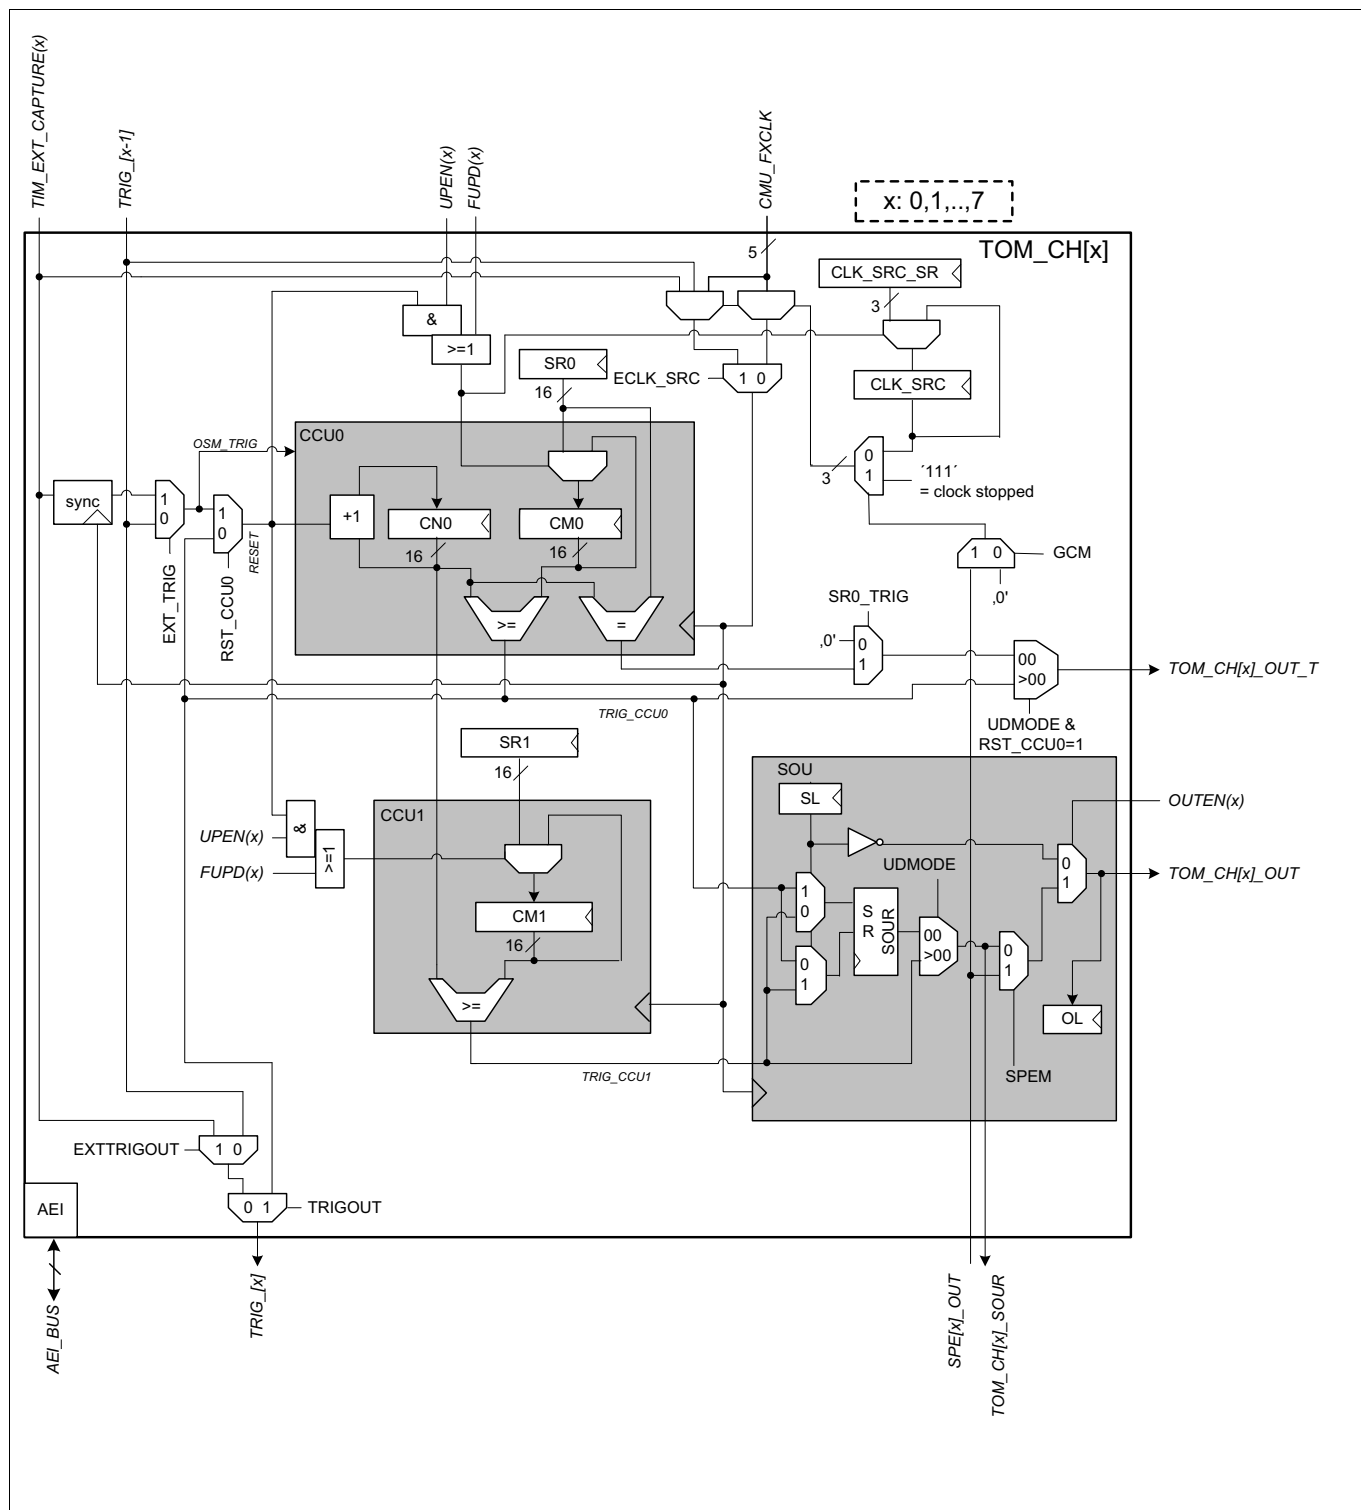 TIM_EXT_CAPTURE(x)
TRIG_[x-1]
UPEN(x)
FUPD(x)
CMU_FXCLK
x: 0,1,..,7
TOM_CH[x]
5
CLK_SRC_SR
3
&
>=1
SR0
16
ECLK_SRC
1 0
CLK_SRC
CCU0
OSM_TRIG
0
1
3
´111´
= clock stopped
sync
1
0
1
0
RESET
EXT_TRIG
RST_CCU0
+1
CN0
16
CM0
16
>=
=
1 0
GCM
,0'
SR0_TRIG
,0'
0
1
00
>00
TOM_CH[x]_OUT_T
UDMODE &
RST_CCU0=1
TRIG_CCU0
SR1
16
SOU
SL
OUTEN(x)
CCU1
UPEN(x)
&
FUPD(x)
>=1
UDMODE
0
1
TOM_CH[x]_OUT
1
0
S
R
SOUR
CM1
16
00
>00
0
1
0
1
>=
OL
SPEM
TRIG_CCU1
EXTTRIGOUT
1 0
AEI
0 1
TRIGOUT
AEI_BUS
TRIG_[x]
SPE[x]_OUT
TOM_CH[x]_SOUR